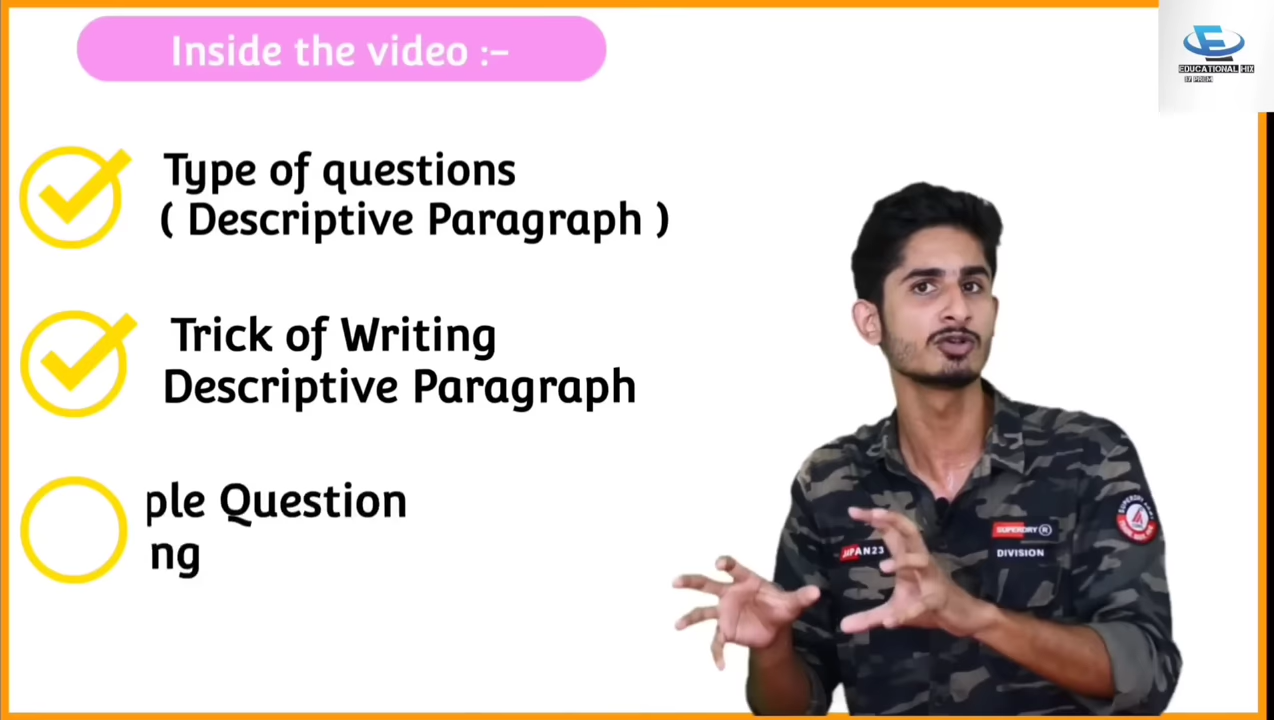 Inside the video :-
EDUCATIONAL MIX
Type of questions
( Descriptive Paragraph )
Trick of Writing
Descriptive Paragraph
ple Question
ng
SUPERDRY®
JIPAN23
DIVISION